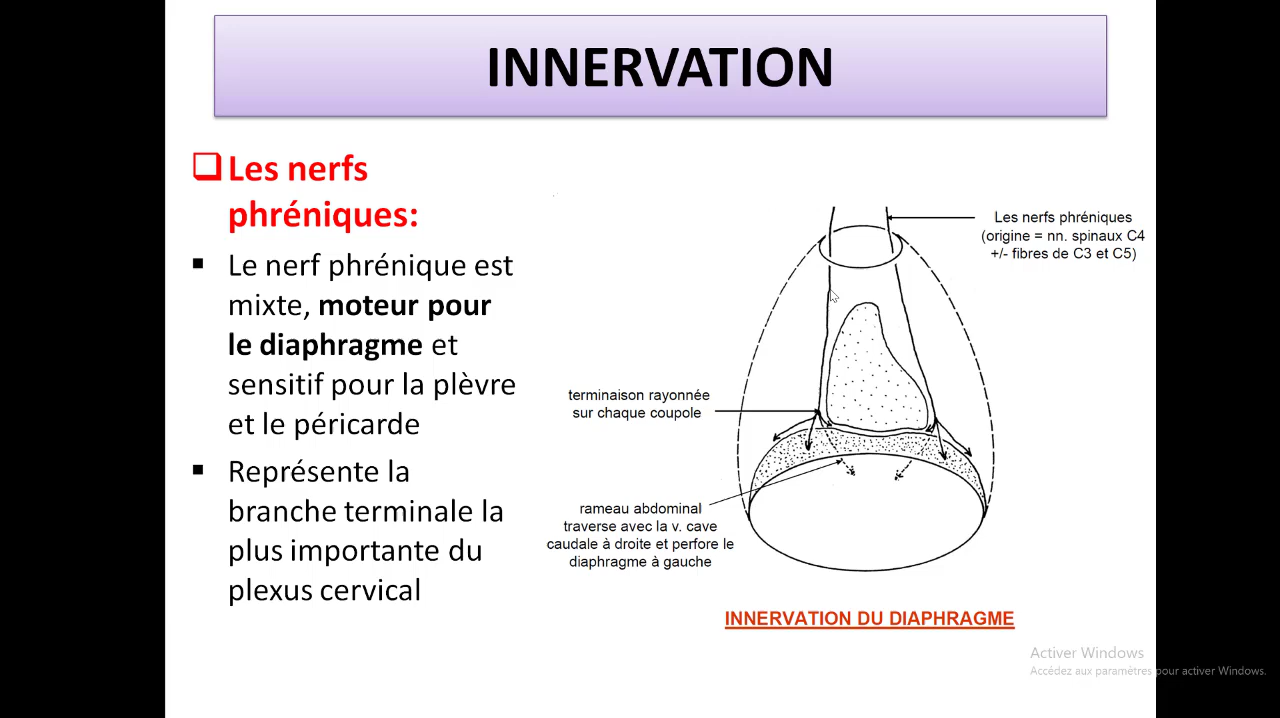 INNERVATION
Les nerfs
phréniques:
Le nerf phrénique est
mixte, moteur pour
le diaphragme et
sensitif pour la plèvre
et le péricarde
Représente la
branche terminale la
plus importante du
plexus cervical
Les nerfs phréniques
(origine = nn. spinaux C4
+/- fibres de C3 et C5)
terminaison rayonnée
sur chaque coupole
rameau abdominal
traverse avec la v. cave
caudale à droite et perfore le
diaphragme à gauche
INNERVATION DU DIAPHRAGME
Activer Windows
Accédez aux paramètres pour activer Windows.